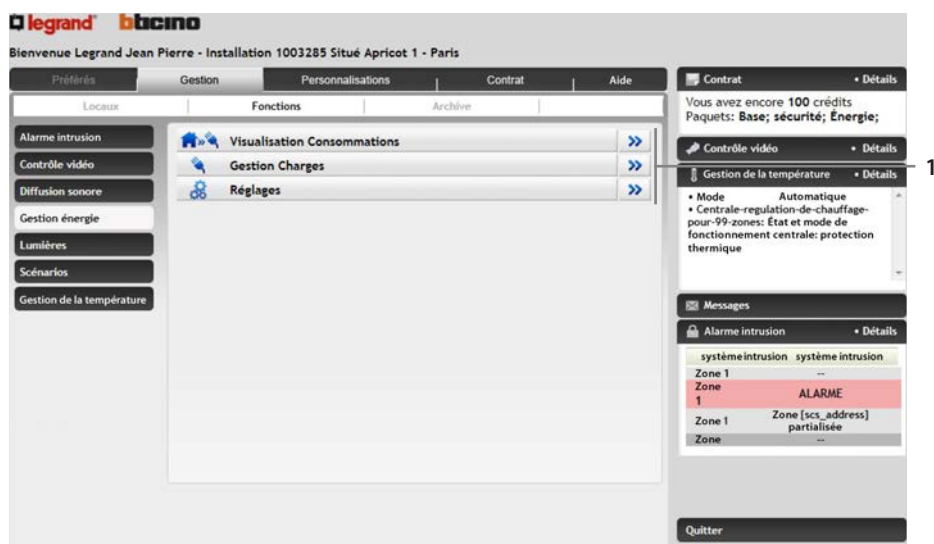 legrand bticino
Bienvenue Legrand Jean Pierre - Installation 1003285 Situé Apricot 1 - Paris
Préférés Gestion Personnalisations Contrat Aide
Locaux Fonctions Archive
Alarme intrusion
Contrôle vidéo
Diffusion sonore
Gestion énergie
Lumières
Scénarios
Gestion de la température
Visualisation Consommations »
Gestion Charges »
Réglages »
1
Contrat • Détails
Vous avez encore 100 crédits
Paquets: Base; sécurité; Énergie;
Contrôle vidéo • Détails
Gestion de la température • Détails
• Mode Automatique
• Centrale-regulation-de-chauffage-
pour-99-zones: État et mode de
fonctionnement centrale: protection
thermique
Messages
Alarme intrusion • Détails
système intrusion système intrusion
Zone 1 --
Zone
1 ALARME
Zone 1 Zone [scs_address]
partialisée
Zone --
Quitter